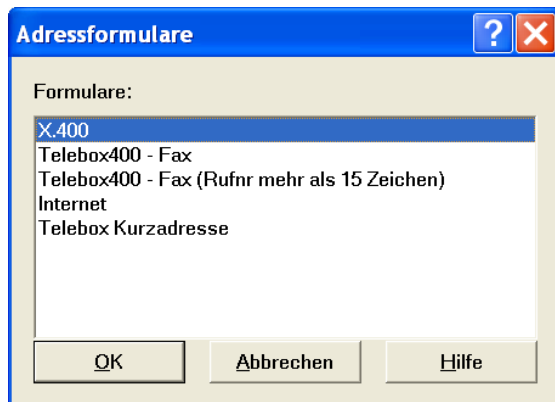 Adressformulare
Formulare:
X.400
Telebox400 - Fax
Telebox400 - Fax (Rufnr mehr als 15 Zeichen)
Internet
Telebox Kurzadresse
OK Abbrechen Hilfe